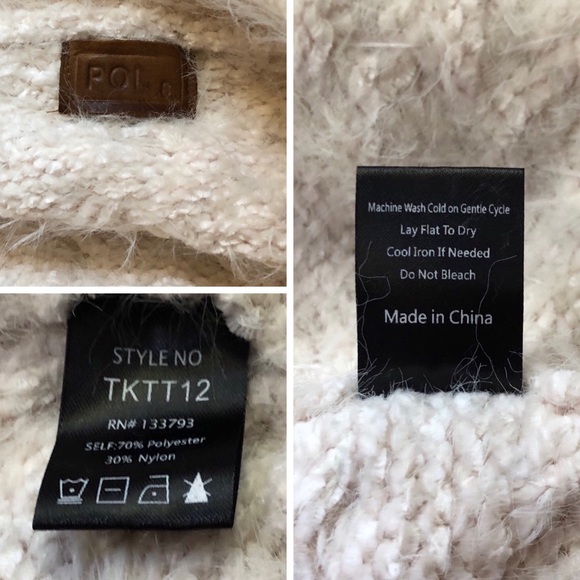 POL
STYLE NO
TKTT12
RN# 133793
SELF:70% Polyester
30% Nylon
Machine Wash Cold on Gentle Cycle
Lay Flat To Dry
Cool Iron If Needed
Do Not Bleach
Made in China